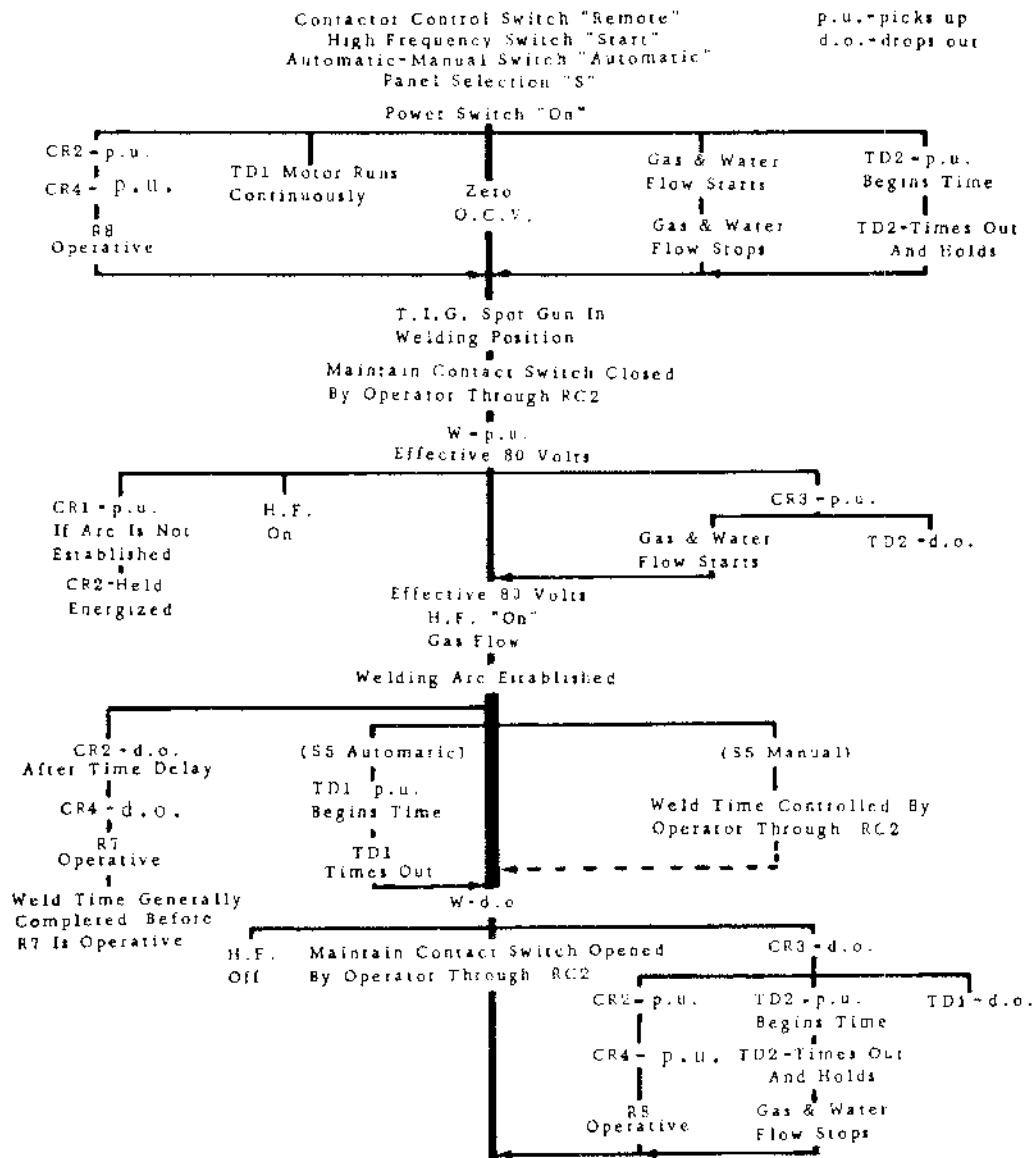 Contactor Control Switch "Remote"
High Frequency Switch "Start"
Automatic-Manual Switch "Automatic"
Panel Selection "S"
p.u.-picks up
d.o.-drops out
Power Switch "On"
CR2-p.u.
CR4- p.u.
R8
Operative
TD1 Motor Runs
Continuously
Zero
O.C.V.
Gas & Water
Flow Starts
Gas & Water
Flow Stops
TD2-p.u.
Begins Time
TD2-Times Out
And Holds
T.I.G. Spot Gun In
Welding Position
Maintain Contact Switch Closed
By Operator Through RC2
W-p.u.
Effective 80 Volts
CR1-p.u.
If Arc Is Not
Established
CR2-Held
Energized
H.F.
On
CR3-p.u.
Gas & Water
Flow Starts
TD2-d.o.
Effective 80 Volts
H.F. "On"
Gas Flow
Welding Arc Established
CR2-d.o.
After Time Delay
CR4-d.o.
R7
Operative
Weld Time Generally
Completed Before
R7 Is Operative
(S5 Automatic)
TD1 p.u.
Begins Time
TD1
Times Out
(S5 Manual)
Weld Time Controlled By
Operator Through RC2
W-d.o
H.F.
Off
Maintain Contact Switch Opened
By Operator Through RC2
CR3-d.o.
CR2-p.u.
CR4- p.u.
R8
Operative
TD2-p.u.
Begins Time
TD2-Times Out
And Holds
Gas & Water
Flow Stops
TD1-d.o.